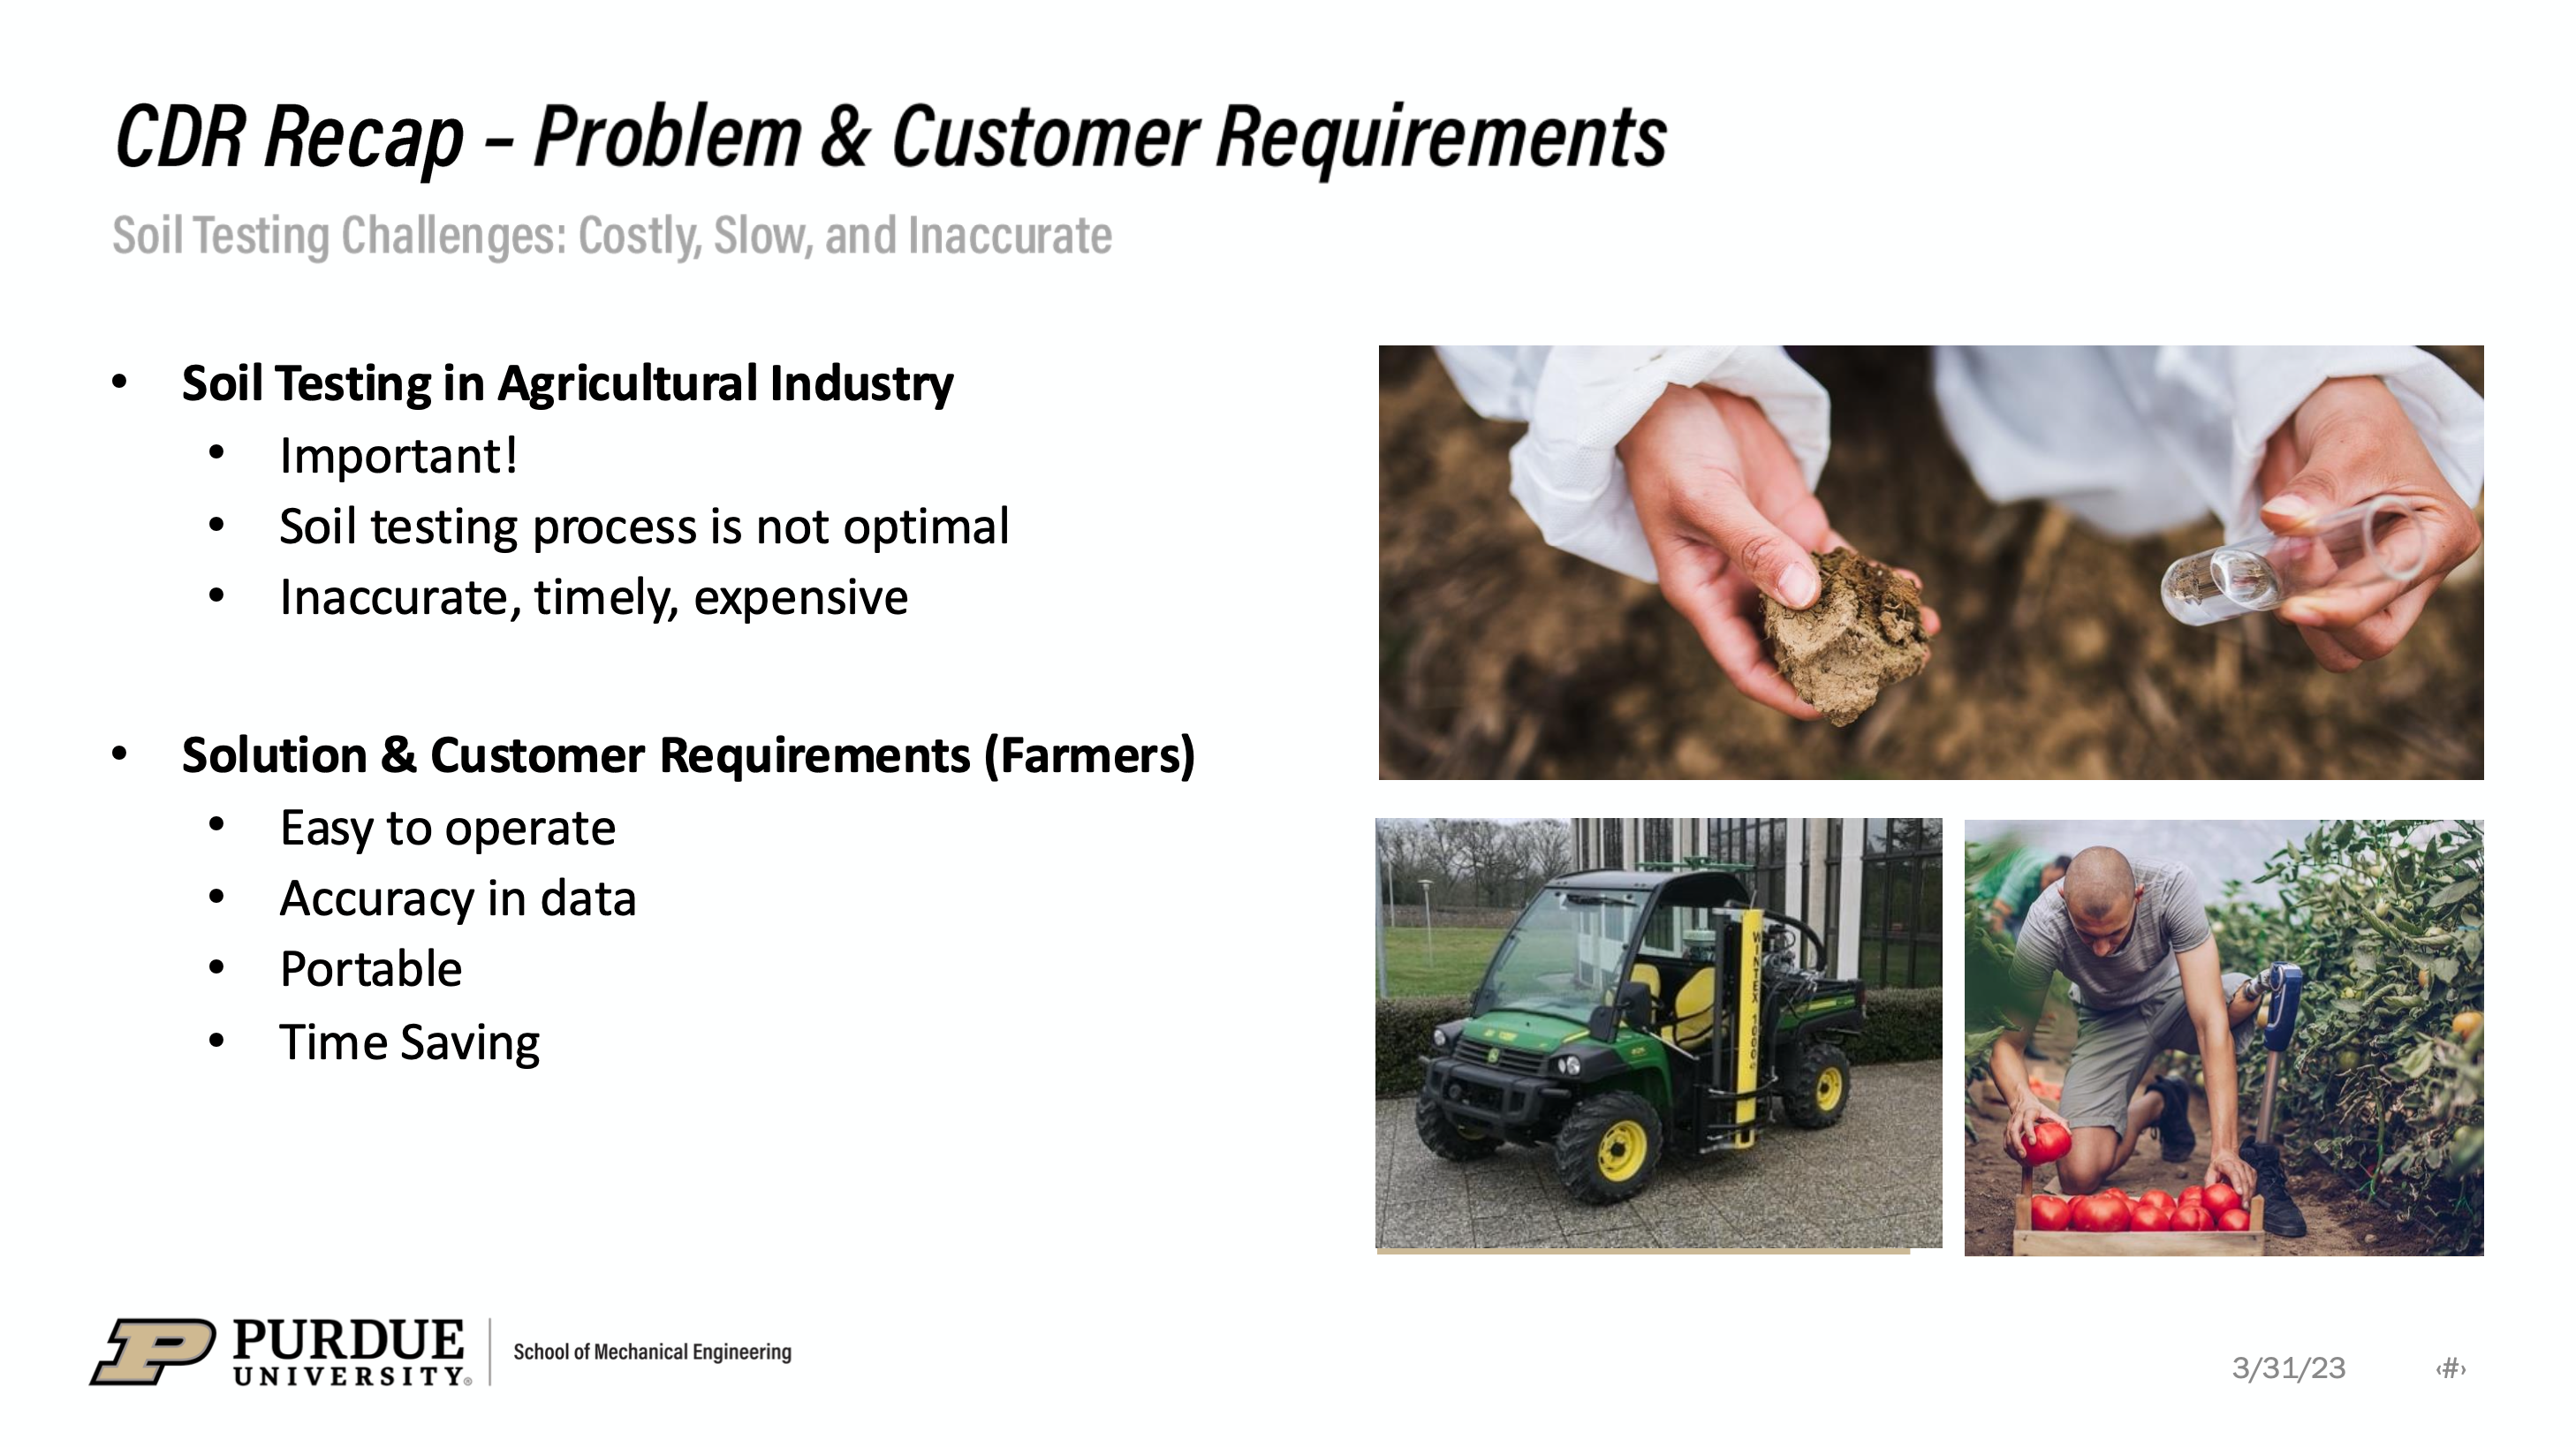 CDR Recap – Problem & Customer Requirements
Soil Testing Challenges: Costly, Slow, and Inaccurate
• Soil Testing in Agricultural Industry
• Important!
• Soil testing process is not optimal
• Inaccurate, timely, expensive
• Solution & Customer Requirements (Farmers)
• Easy to operate
• Accuracy in data
• Portable
• Time Saving
WINTEX 1000
PURDUE
UNIVERSITY®
School of Mechanical Engineering
3/31/23
‹#›